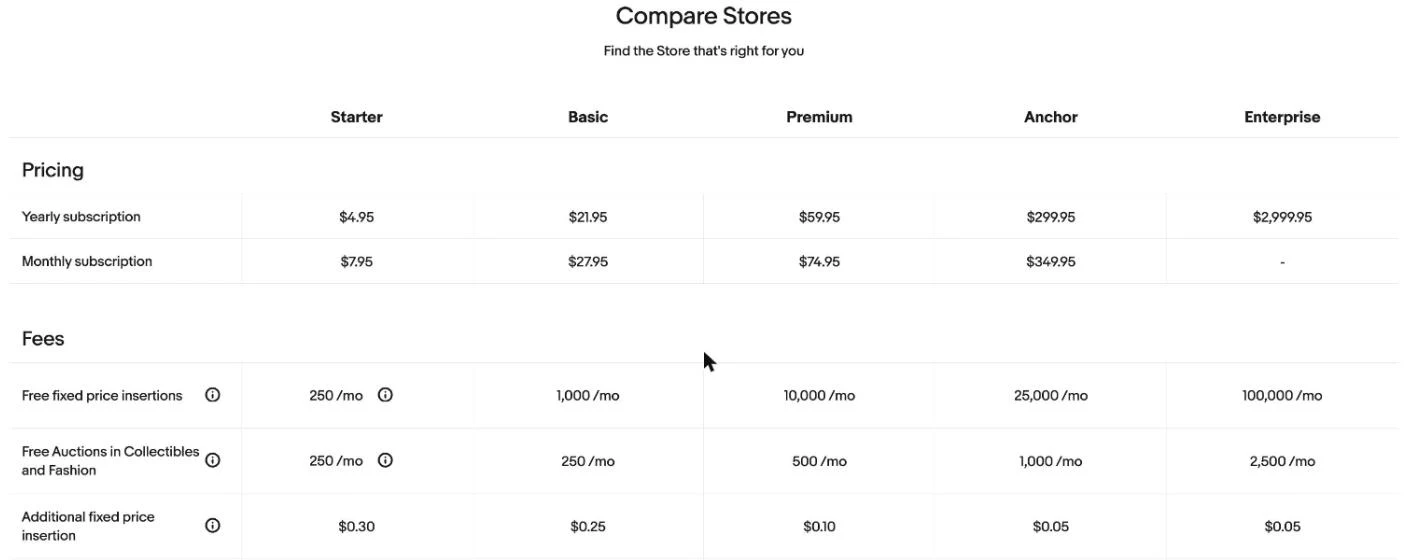 Compare Stores
Find the Store that's right for you
Starter Basic Premium Anchor Enterprise
Pricing
Yearly subscription $4.95 $21.95 $59.95 $299.95 $2,999.95
Monthly subscription $7.95 $27.95 $74.95 $349.95 -
Fees
Free fixed price insertions 250 /mo 1,000 /mo 10,000 /mo 25,000 /mo 100,000 /mo
Free Auctions in Collectibles
and Fashion 250 /mo 250 /mo 500 /mo 1,000 /mo 2,500 /mo
Additional fixed price
insertion $0.30 $0.25 $0.10 $0.05 $0.05